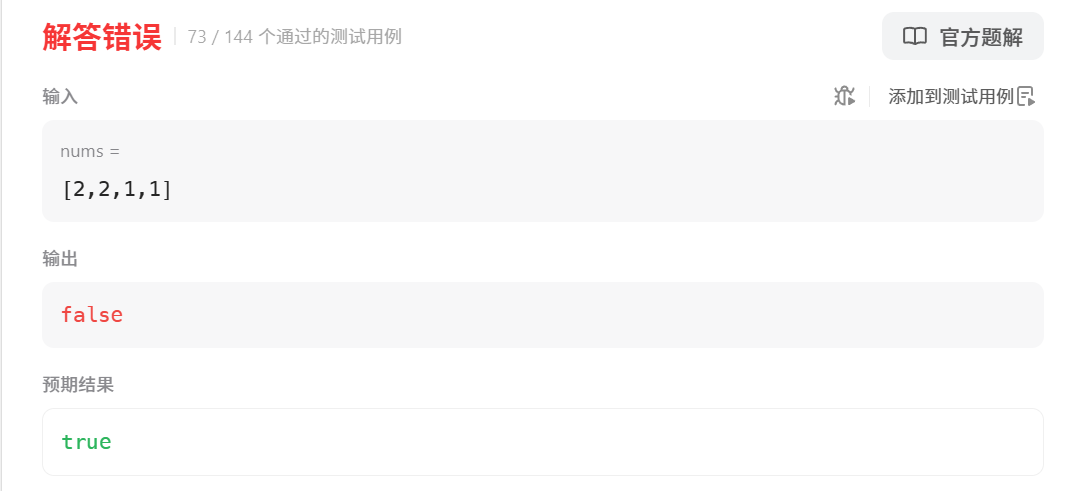 解答错误 73 / 144 个通过的测试用例 官方题解
输入 添加到测试用例
nums =
[2,2,1,1]
输出
false
预期结果
true